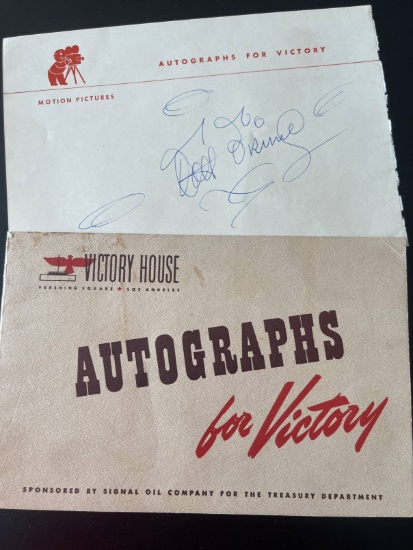 AUTOGRAPHS FOR VICTORY
MOTION PICTURES
VICTORY HOUSE
PERSHING SQUARE ★ LOS ANGELES
AUTOGRAPHS
for Victory
SPONSORED BY SIGNAL OIL COMPANY FOR THE TREASURY DEPARTMENT